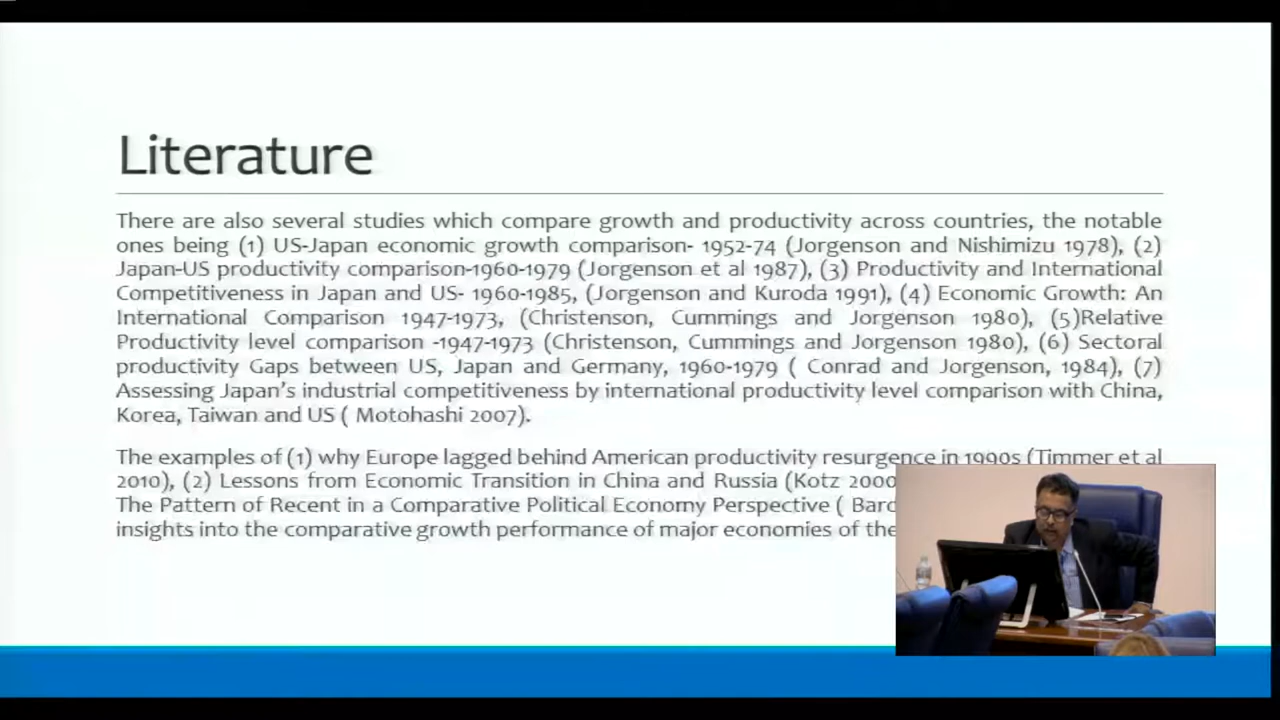 Literature
There are also several studies which compare growth and productivity across countries, the notable
ones being (1) US-Japan economic growth comparison- 1952-74 (Jorgenson and Nishimizu 1978), (2)
Japan-US productivity comparison-1960-1979 (Jorgenson et al 1987), (3) Productivity and International
Competitiveness in Japan and US- 1960-1985, (Jorgenson and Kuroda 1991), (4) Economic Growth: An
International Comparison 1947-1973, (Christenson, Cummings and Jorgenson 1980), (5)Relative
Productivity level comparison -1947-1973 (Christenson, Cummings and Jorgenson 1980), (6) Sectoral
productivity Gaps between US, Japan and Germany, 1960-1979 ( Conrad and Jorgenson, 1984), (7)
Assessing Japan's industrial competitiveness by international productivity level comparison with China,
Korea, Taiwan and US ( Motohashi 2007).
The examples of (1) why Europe lagged behind American productivity resurgence in 1990s (Timmer et al
2010), (2) Lessons from Economic Transition in China and Russia (Kotz 2000
The Pattern of Recent in a Comparative Political Economy Perspective (
insights into the comparative growth performance of major economies of the